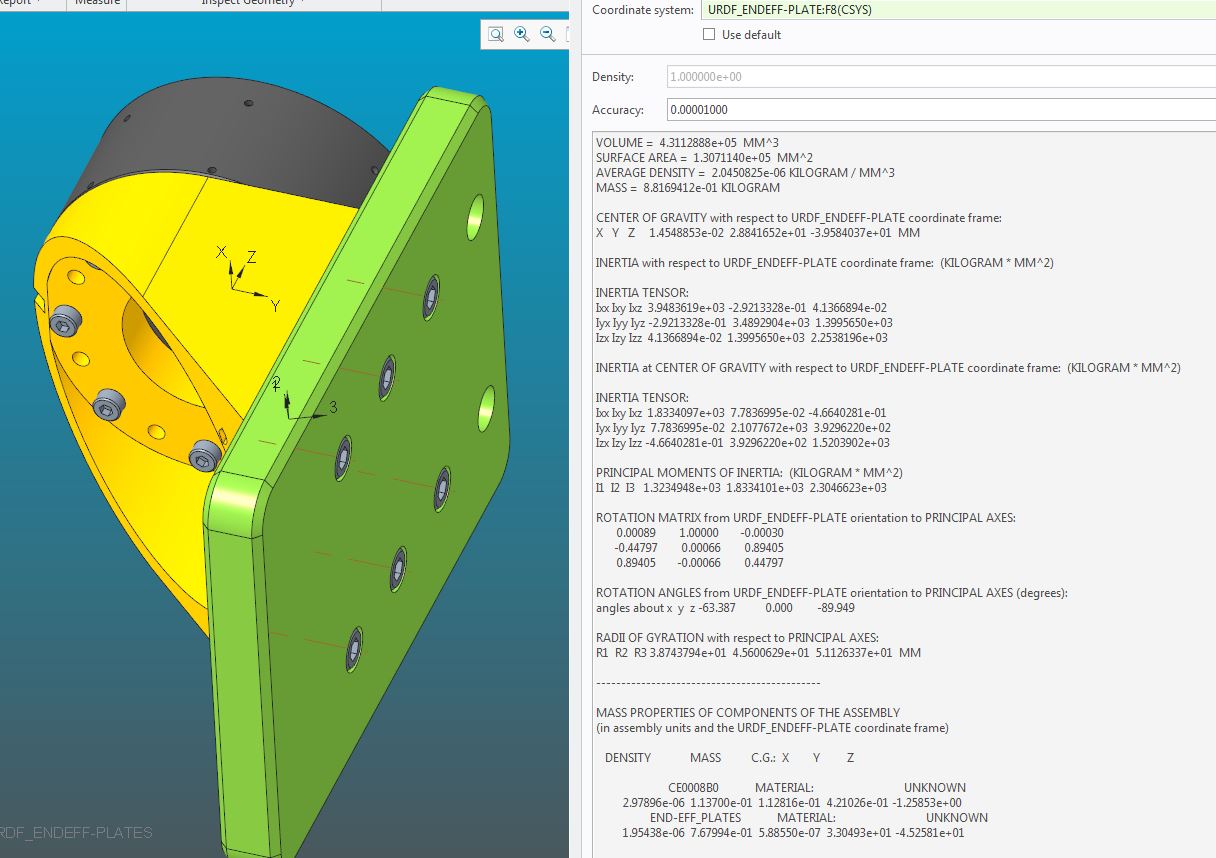 Measure
Inspect Geometry
Coordinate system: URDF_ENDEFF-PLATE:F8(CSYS)
Use default
Density: 1.000000e+00
Accuracy: 0.00001000
X
Z
Y
2
3
VOLUME = 4.3112888e+05 MM^3
SURFACE AREA = 1.3071140e+05 MM^2
AVERAGE DENSITY = 2.0450825e-06 KILOGRAM / MM^3
MASS = 8.8169412e-01 KILOGRAM
CENTER OF GRAVITY with respect to URDF_ENDEFF-PLATE coordinate frame:
X Y Z 1.4548853e-02 2.8841652e+01 -3.9584037e+01 MM
INERTIA with respect to URDF_ENDEFF-PLATE coordinate frame: (KILOGRAM * MM^2)
INERTIA TENSOR:
Ixx Ixy Ixz 3.9483619e+03 -2.9213328e-01 4.1366894e-02
Iyx Iyy Iyz -2.9213328e-01 3.4892904e+03 1.3995650e+03
Izx Izy Izz 4.1366894e-02 1.3995650e+03 2.2538196e+03
INERTIA at CENTER OF GRAVITY with respect to URDF_ENDEFF-PLATE coordinate frame: (KILOGRAM * MM^2)
INERTIA TENSOR:
Ixx Ixy Ixz 1.8334097e+03 7.7836995e-02 -4.6640281e-01
Iyx Iyy Iyz 7.7836995e-02 2.1077672e+03 3.9296220e+02
Izx Izy Izz -4.6640281e-01 3.9296220e+02 1.5203902e+03
PRINCIPAL MOMENTS OF INERTIA: (KILOGRAM * MM^2)
I1 I2 I3 1.3234948e+03 1.8334101e+03 2.3046623e+03
ROTATION MATRIX from URDF_ENDEFF-PLATE orientation to PRINCIPAL AXES:
0.00089 1.00000 -0.00030
-0.44797 0.00066 0.89405
0.89405 -0.00066 0.44797
ROTATION ANGLES from URDF_ENDEFF-PLATE orientation to PRINCIPAL AXES (degrees):
angles about x y z -63.387 0.000 -89.949
RADII OF GYRATION with respect to PRINCIPAL AXES:
R1 R2 R3 3.8743794e+01 4.5600629e+01 5.1126337e+01 MM
---------------------------------------------
MASS PROPERTIES OF COMPONENTS OF THE ASSEMBLY
(in assembly units and the URDF_ENDEFF-PLATE coordinate frame)
DENSITY MASS C.G.: X Y Z
CE0008B0 MATERIAL: UNKNOWN
2.97896e-06 1.13700e-01 1.12816e-01 4.21026e-01 -1.25853e+00
END-EFF_PLATES MATERIAL: UNKNOWN
1.95438e-06 7.67994e-01 5.88550e-07 3.30493e+01 -4.52581e+01
RDF_ENDEFF-PLATES